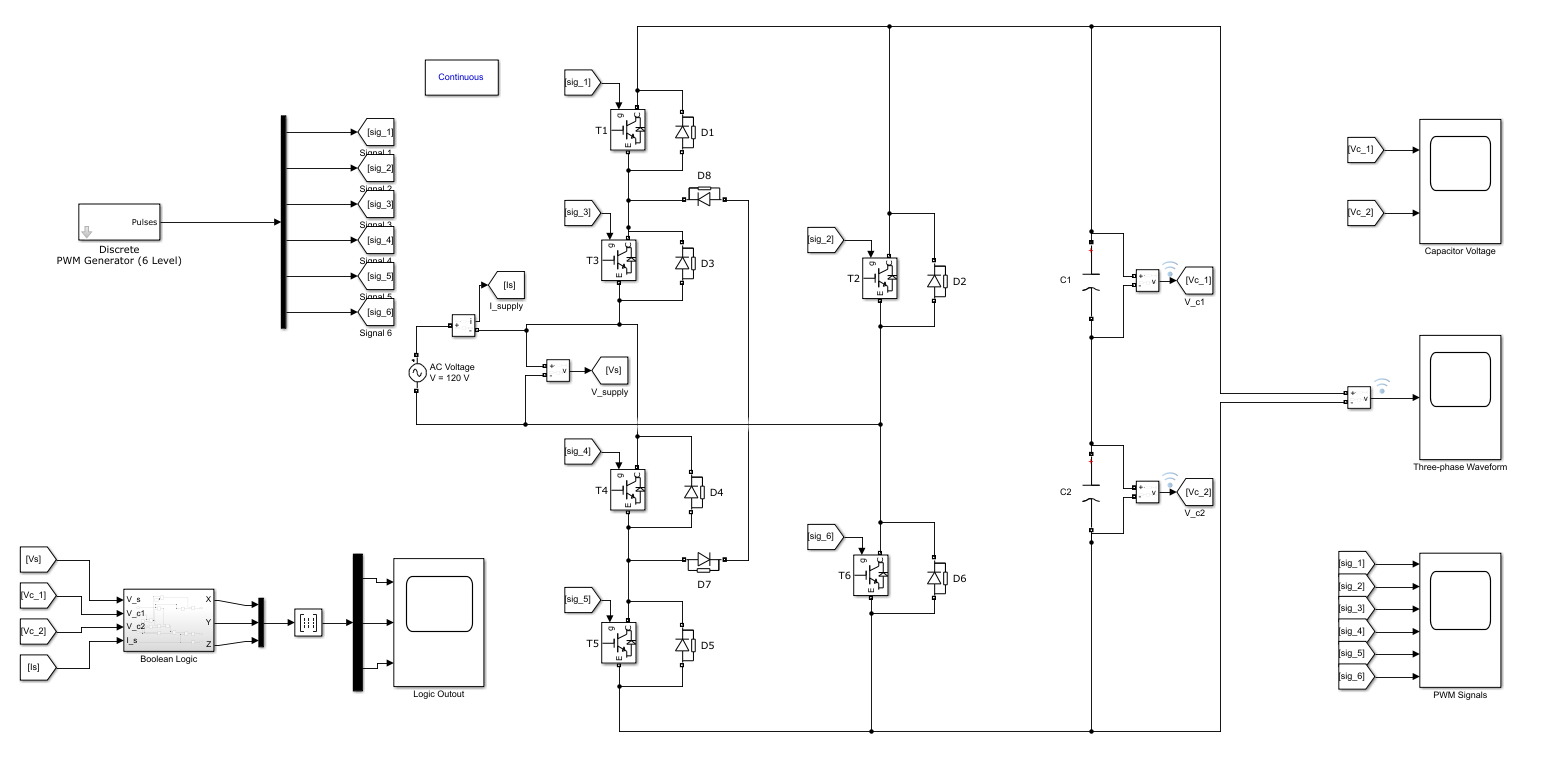 Continuous
Pulses
Discrete
PWM Generator (6 Level)
[sig_1]
[sig_2]
Signal 2
[sig_3]
Signal 3
[sig_4]
Signal 4
[sig_5]
Signal 5
[sig_6]
Signal 6
[Is]
I_supply
i
+
-
AC Voltage
V = 120 V
+
-
v
[Vs]
V_supply
[sig_1]
g
C
E
T1
D1
D8
[sig_3]
g
C
E
T3
D3
[sig_4]
g
C
E
T4
D4
D7
[sig_5]
g
C
E
T5
D5
[sig_2]
g
C
E
T2
D2
[sig_6]
g
C
E
T6
D6
+
C1
+
-
v
[Vc_1]
V_c1
+
C2
+
-
v
[Vc_2]
V_c2
[Vc_1]
[Vc_2]
Capacitor Voltage
+
-
v
Three-phase Waveform
[sig_1]
[sig_2]
[sig_3]
[sig_4]
[sig_5]
[sig_6]
PWM Signals
[Vs]
[Vc_1]
[Vc_2]
[Is]
V_s
V_c1
V_c2
I_s
X
Y
Z
Boolean Logic
Logic Outout